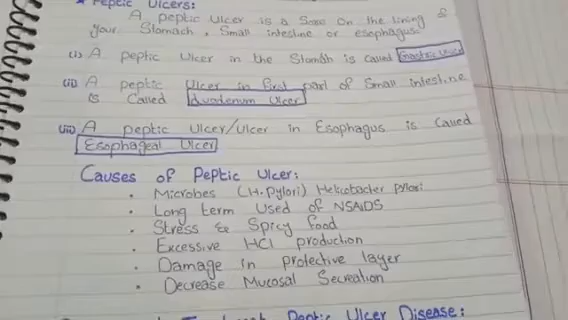 * Peptic Ulcers:
A peptic Ulcer is a Sore on the lining of
your Stomach, Small intestine or esophagus
(i) A peptic Ulcer in the Stomach is called Gastric Ulcer
(ii) A peptic Ulcer in first part of Small intestine
is Called duodenum Ulcer
(iii) A peptic Ulcer/Ulcer in Esophagus is Called
Esophageal Ulcer
Causes of Peptic Ulcer:
• Microbes (H.pylori) Helicobacter pylori
• Long term Used of NSAIDS
• Stress & Spicy food
• Excessive HCl production
• Damage in protective layer
• Decrease Mucosal Secreation
Peptic Ulcer Disease: